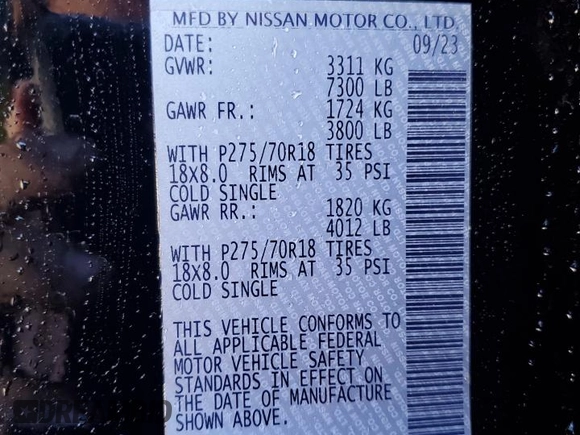 MFD BY NISSAN MOTOR CO., LTD.
DATE: 09/23
GVWR: 3311 KG
7300 LB
GAWR FR.: 1724 KG
3800 LB
WITH P275/70R18 TIRES
18X8.0 RIMS AT 35 PSI
COLD SINGLE
GAWR RR.: 1820 KG
4012 LB
WITH P275/70R18 TIRES
18X8.0 RIMS AT 35 PSI
COLD SINGLE
THIS VEHICLE CONFORMS TO
ALL APPLICABLE FEDERAL
MOTOR VEHICLE SAFETY
STANDARDS IN EFFECT ON
THE DATE OF MANUFACTURE
SHOWN ABOVE.